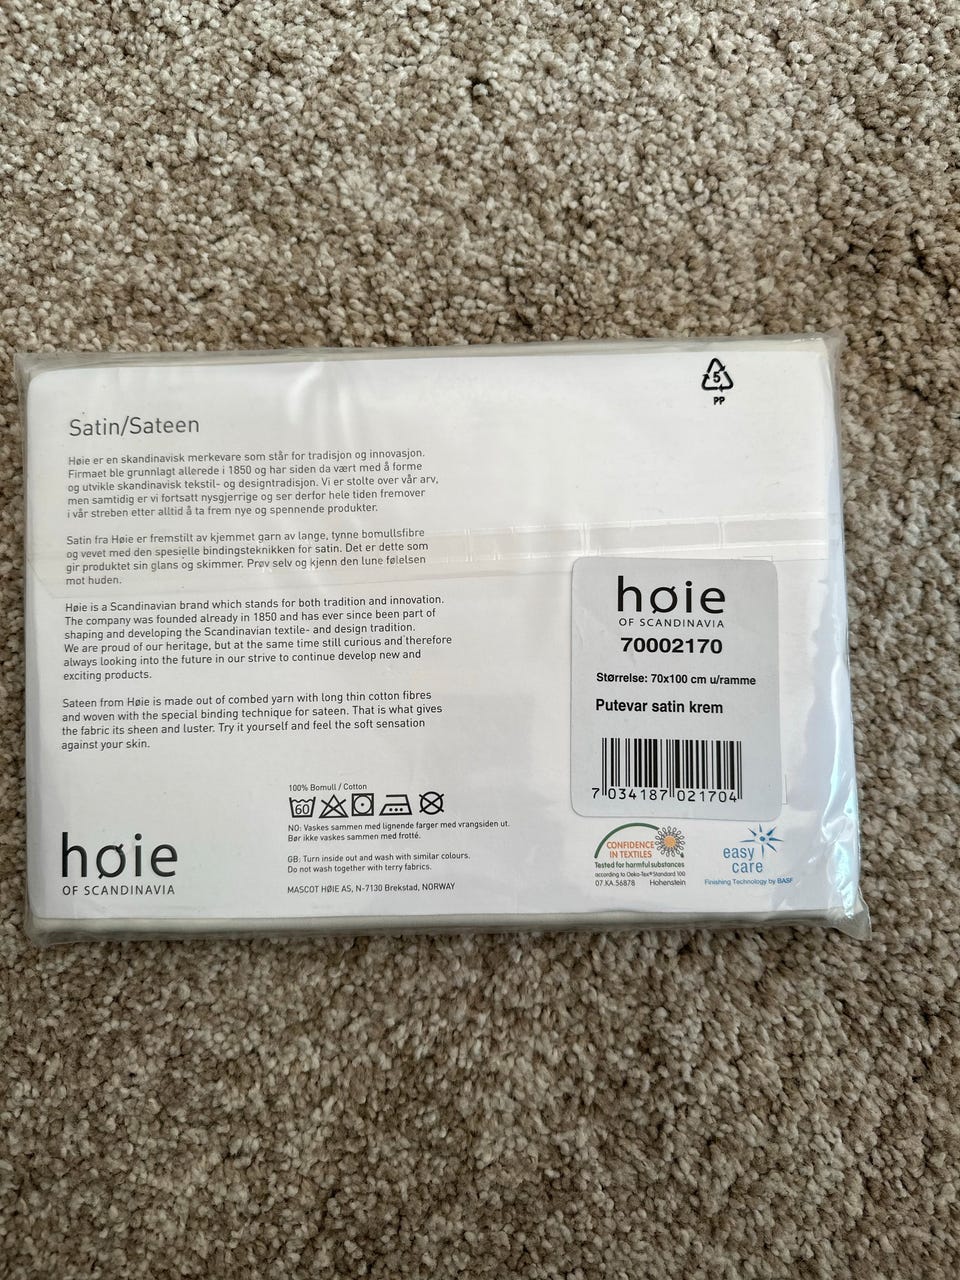 5
PP
Satin/Sateen
Høie er en skandinavisk merkevare som står for tradisjon og innovasjon.
Firmaet ble grunnlagt allerede i 1850 og har siden da vært med å forme
og utvikle skandinavisk tekstil- og designtradisjon. Vi er stolte over vår arv,
men samtidig er vi fortsatt nysgjerrige og ser derfor hele tiden fremover
i vår streben etter alltid å ta frem nye og spennende produkter.
Satin fra Høie er fremstilt av kjemmet garn av lange, tynne bomullsfibre
og vevet med den spesielle bindingsteknikken for satin. Det er dette som
gir produktet sin glans og skimmer. Prøv selv og kjenn den lune følelsen
mot huden.
Høie is a Scandinavian brand which stands for both tradition and innovation.
The company was founded already in 1850 and has ever since been part of
shaping and developing the Scandinavian textile- and design tradition.
We are proud of our heritage, but at the same time still curious and therefore
always looking into the future in our strive to continue develop new and
exciting products.
Sateen from Høie is made out of combed yarn with long thin cotton fibres
and woven with the special binding technique for sateen. That is what gives
the fabric its sheen and luster. Try it yourself and feel the soft sensation
against your skin.
høie
OF SCANDINAVIA
70002170
Størrelse: 70x100 cm u/ramme
Putevar satin krem
7 034187 021704
høie
OF SCANDINAVIA
100% Bomull / Cotton
60
NO: Vaskes sammen med lignende farger med vrangsiden ut.
Bør ikke vaskes sammen med frotté.
GB: Turn inside out and wash with similar colours.
Do not wash together with terry fabrics.
MASCOT HØIE AS, N-7130 Brekstad, NORWAY
CONFIDENCE
IN TEXTILES
Tested for harmful substances
according to Oeko-Tex® Standard 100
07.KA.56878 Hohenstein
easy
care
Finishing Technology by BASF